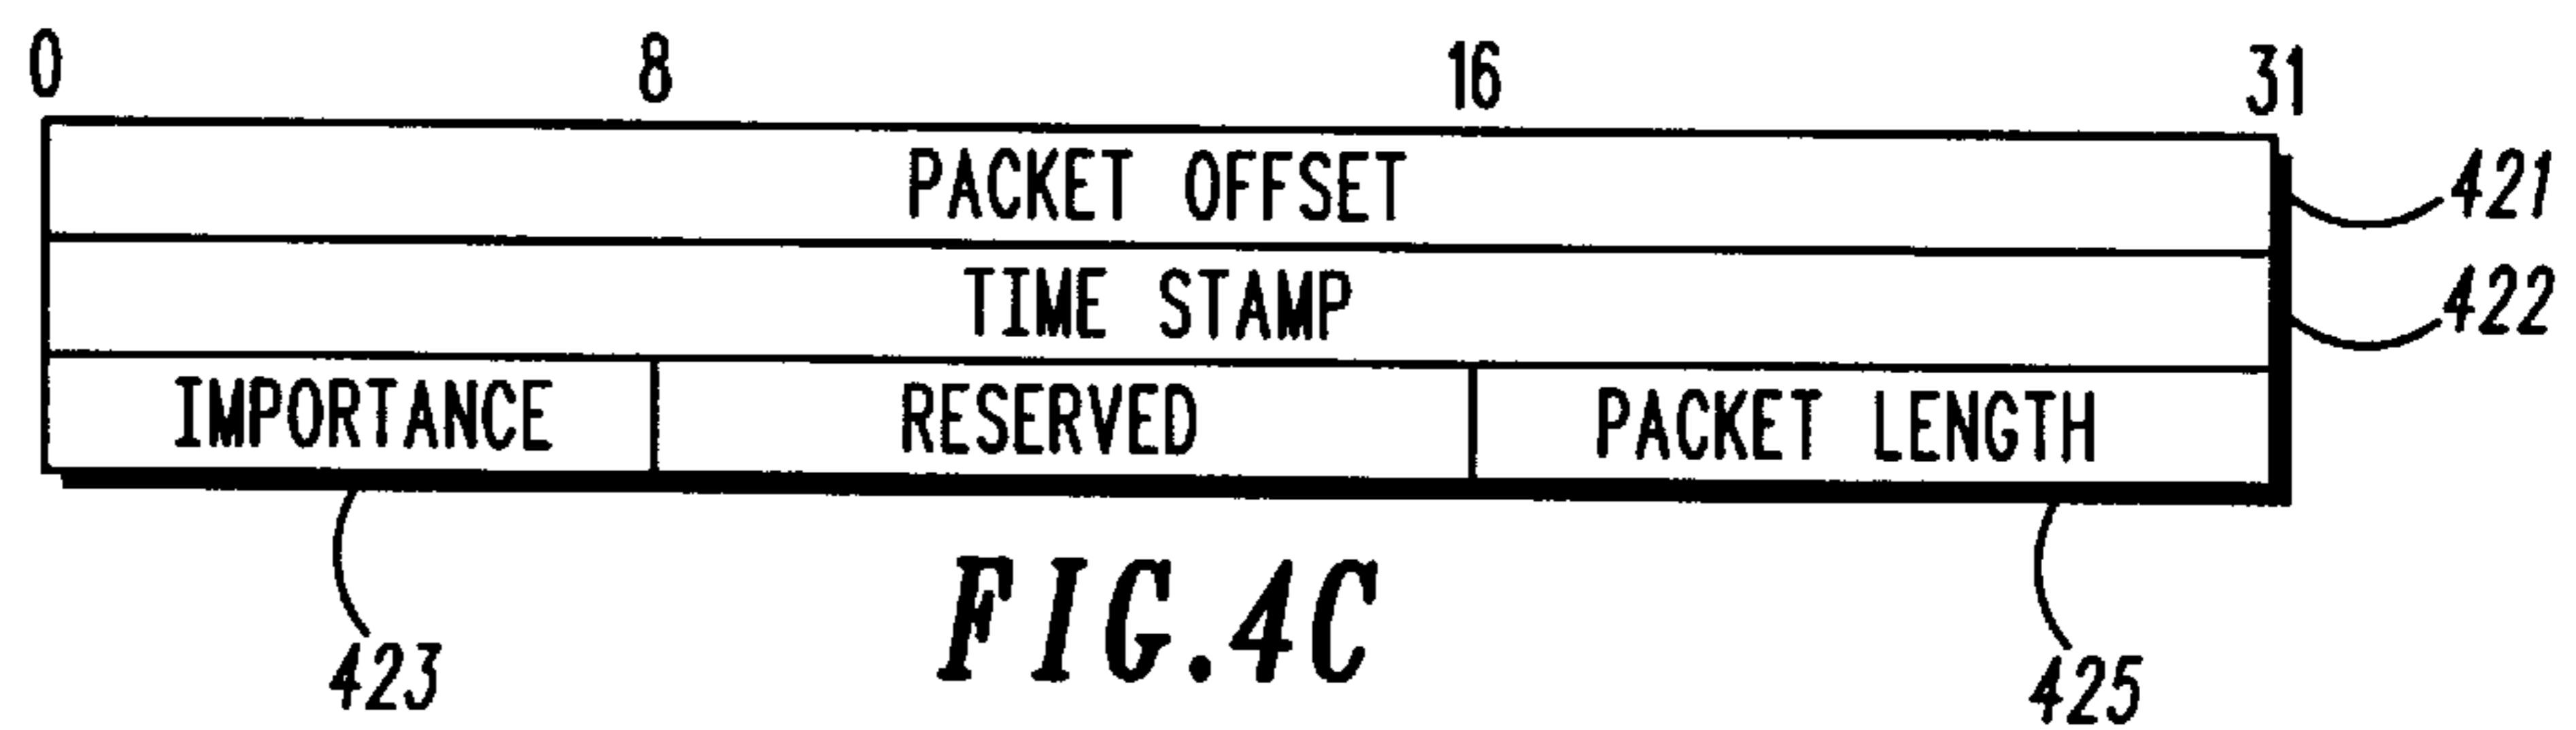 0 8 16 31
PACKET OFFSET 421
TIME STAMP 422
IMPORTANCE RESERVED PACKET LENGTH
423 425
FIG.4C